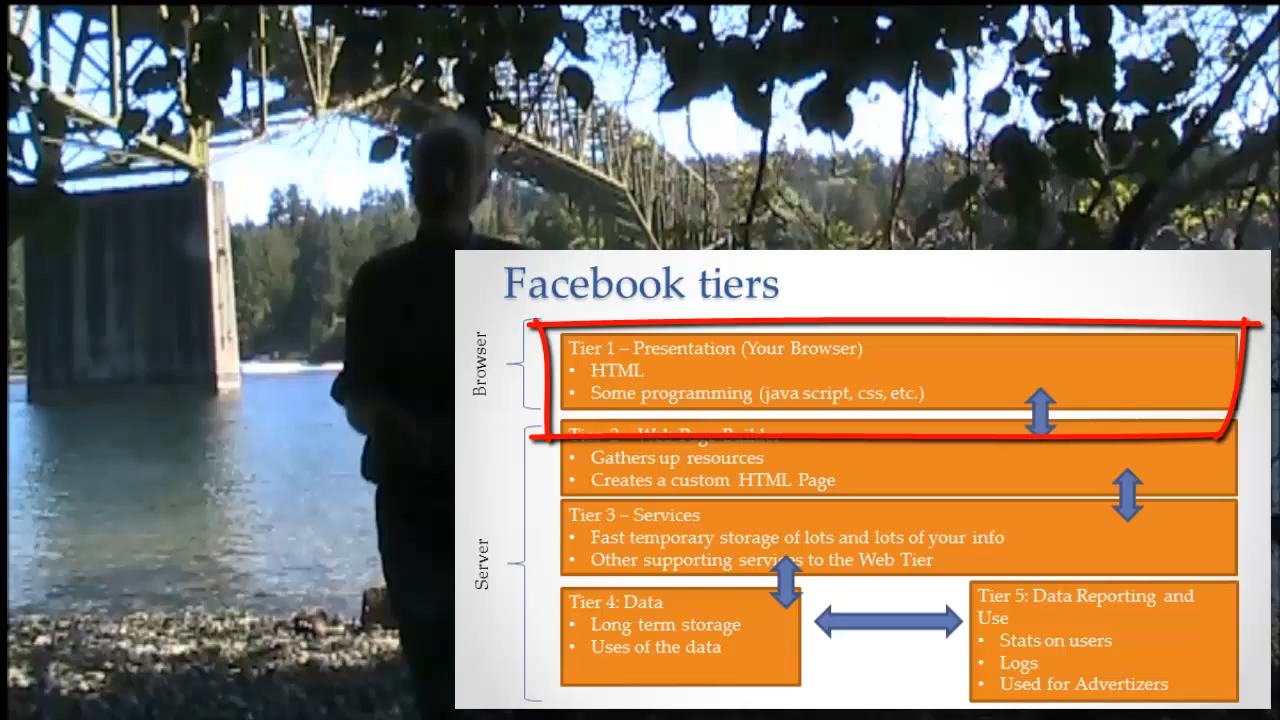 Facebook tiers
Browser
Tier 1 – Presentation (Your Browser)
• HTML
• Some programming (java script, css, etc.)
Server
Tier 2 – Web Page Builder
• Gathers up resources
• Creates a custom HTML Page
Tier 3 – Services
• Fast temporary storage of lots and lots of your info
• Other supporting services to the Web Tier
Tier 4: Data
• Long term storage
• Uses of the data
Tier 5: Data Reporting and
Use
• Stats on users
• Logs
• Used for Advertizers